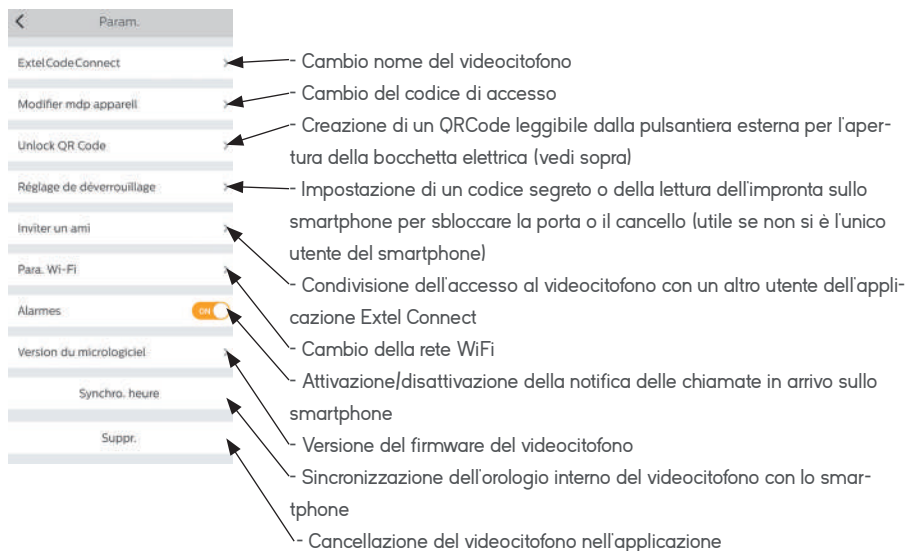 Param.
Extel Code Connect
Modifier mdp appareil
Unlock QR Code
Réglage de déverrouillage
Inviter un ami
Para. Wi-Fi
Alarmes ON
Version du micrologiciel
Synchro. heure
Suppr.
- Cambio nome del videocitofono
- Cambio del codice di accesso
- Creazione di un QRCode leggibile dalla pulsantiera esterna per l'aper-
tura della bocchetta elettrica (vedi sopra)
- Impostazione di un codice segreto o della lettura dell'impronta sullo
smartphone per sbloccare la porta o il cancello (utile se non si è l'unico
utente del smartphone)
- Condivisione dell'accesso al videocitofono con un altro utente dell'appli-
cazione Extel Connect
- Cambio della rete WiFi
- Attivazione/disattivazione della notifica delle chiamate in arrivo sullo
smartphone
- Versione del firmware del videocitofono
- Sincronizzazione dell'orologio interno del videocitofono con lo smar-
tphone
- Cancellazione del videocitofono nell'applicazione